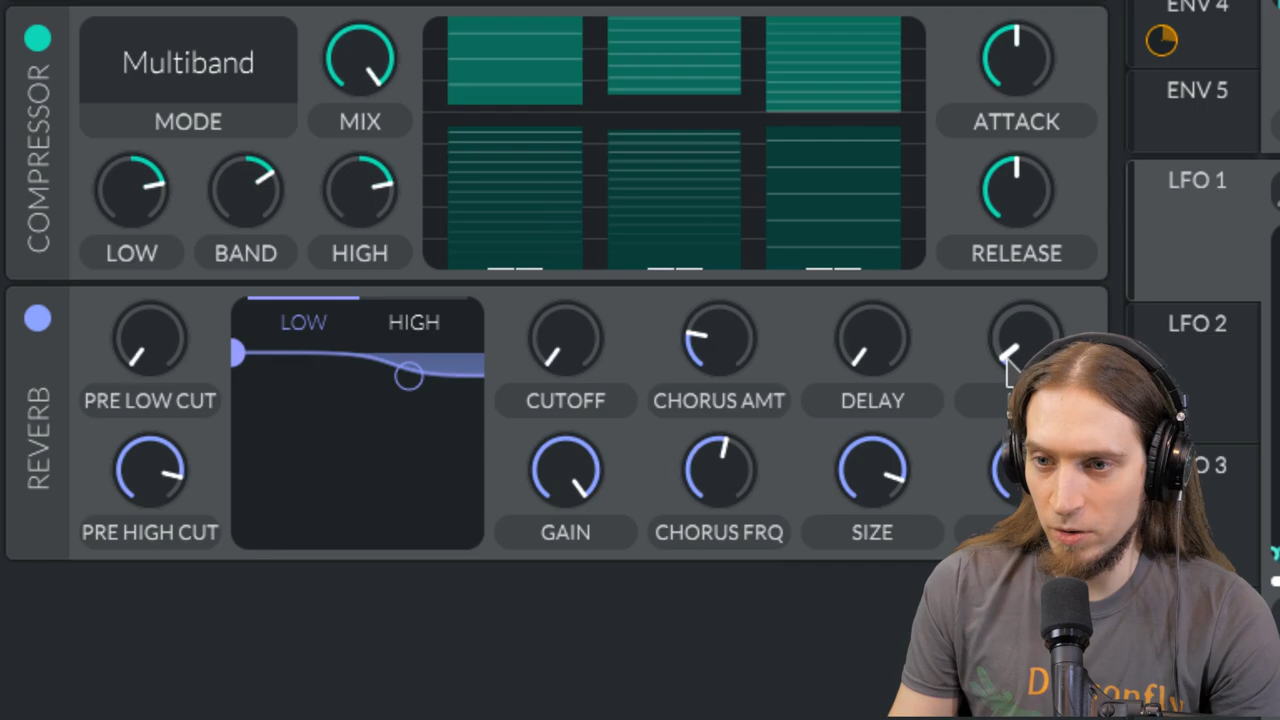 COMPRESSOR
Multiband
MODE
MIX
LOW
BAND
HIGH
ATTACK
RELEASE
REVERB
PRE LOW CUT
PRE HIGH CUT
LOW
HIGH
CUTOFF
CHORUS AMT
DELAY
GAIN
CHORUS FRQ
SIZE
ENV 4
ENV 5
LFO 1
LFO 2
O 3